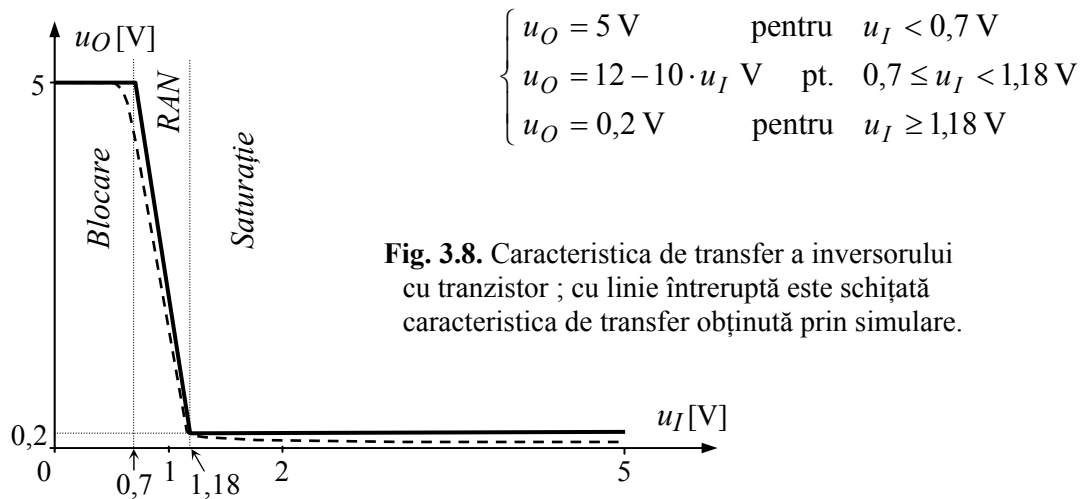 u_O [V]
5
Blocare
RAN
Saturație
0,2
0
0,7
1
1,18
2
5
u_I [V]
u_O = 5 V pentru u_I < 0,7 V
u_O = 12 − 10 · u_I V pt. 0,7 ≤ u_I < 1,18 V
u_O = 0,2 V pentru u_I ≥ 1,18 V
Fig. 3.8. Caracteristica de transfer a inversorului
cu tranzistor ; cu linie întreruptă este schițată
caracteristica de transfer obținută prin simulare.